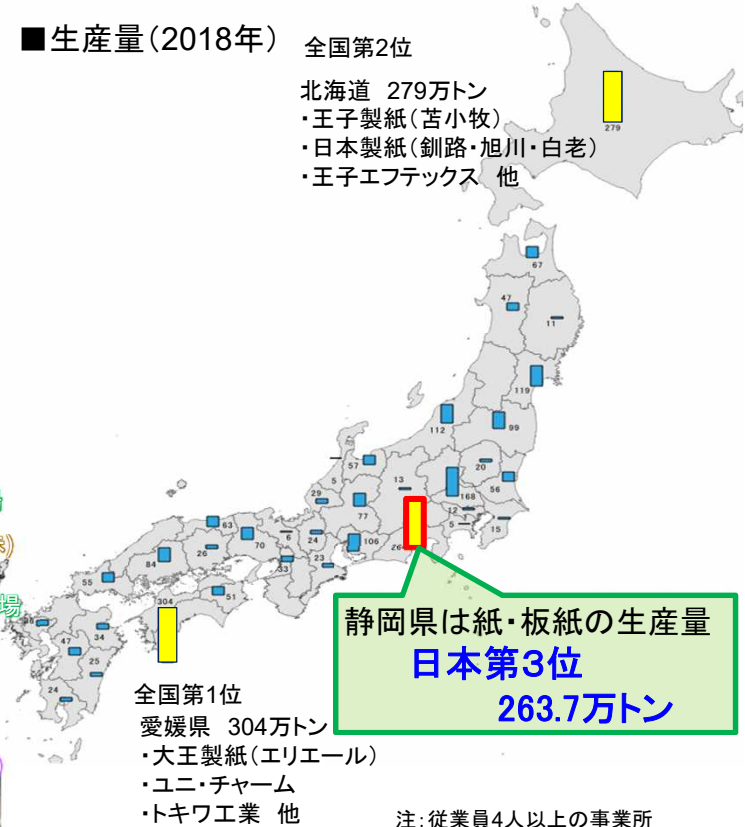 ■生産量(2018年)
全国第2位
北海道 279万トン
・王子製紙(苫小牧)
・日本製紙(釧路・旭川・白老)
・王子エフテックス 他
279
67
47
11
119
112
99
20
57
5
13
168
56
29
77
12
5
15
63
6
24
106
26
70
23
84
33
55
51
304
34
47
25
24
静岡県は紙・板紙の生産量
日本第3位
263.7万トン
全国第1位
愛媛県 304万トン
・大王製紙(エリエール)
・ユニ・チャーム
・トキワ工業 他
注:従業員4人以上の事業所
場
場